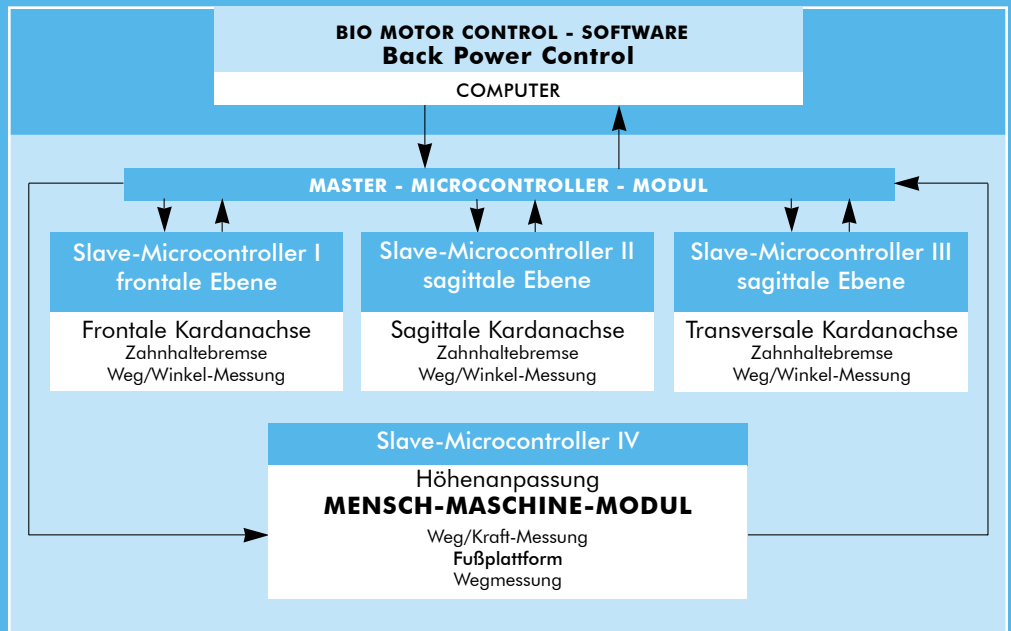 BIO MOTOR CONTROL - SOFTWARE
Back Power Control
COMPUTER
MASTER - MICROCONTROLLER - MODUL
Slave-Microcontroller I
frontale Ebene
Frontale Kardanachse
Zahnhaltebremse
Weg/Winkel-Messung
Slave-Microcontroller II
sagittale Ebene
Sagittale Kardanachse
Zahnhaltebremse
Weg/Winkel-Messung
Slave-Microcontroller III
sagittale Ebene
Transversale Kardanachse
Zahnhaltebremse
Weg/Winkel-Messung
Slave-Microcontroller IV
Höhenanpassung
MENSCH-MASCHINE-MODUL
Weg/Kraft-Messung
Fußplattform
Wegmessung